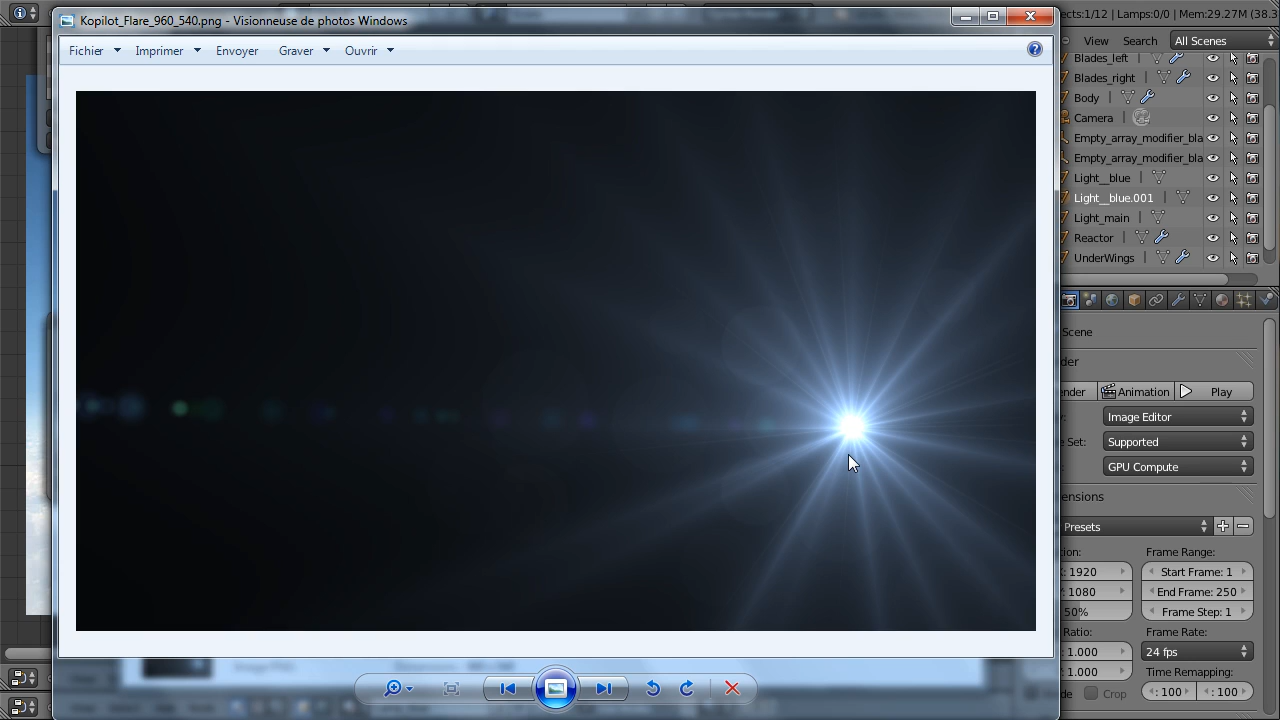 Kopilot_Flare_960_540.png - Visionneuse de photos Windows
Fichier Imprimer Envoyer Graver Ouvrir
ects:1/12 | Lamps:0/0 | Mem:29.27M (38.3
View Search All Scenes
Blades_left
Blades_right
Body
Camera
Empty_array_modifier_bla
Empty_array_modifier_bla
Light__blue
Light__blue.001
Light_main
Reactor
UnderWings
Scene
der
ender Animation Play
Image Editor
e Set: Supported
GPU Compute
ensions
Presets
ion: Frame Range:
: 1920 Start Frame: 1
: 1080 End Frame: 250
50% Frame Step: 1
Ratio: Frame Rate:
: 1.000 24 fps
: 1.000 Time Remapping:
de Crop : 100 : 100